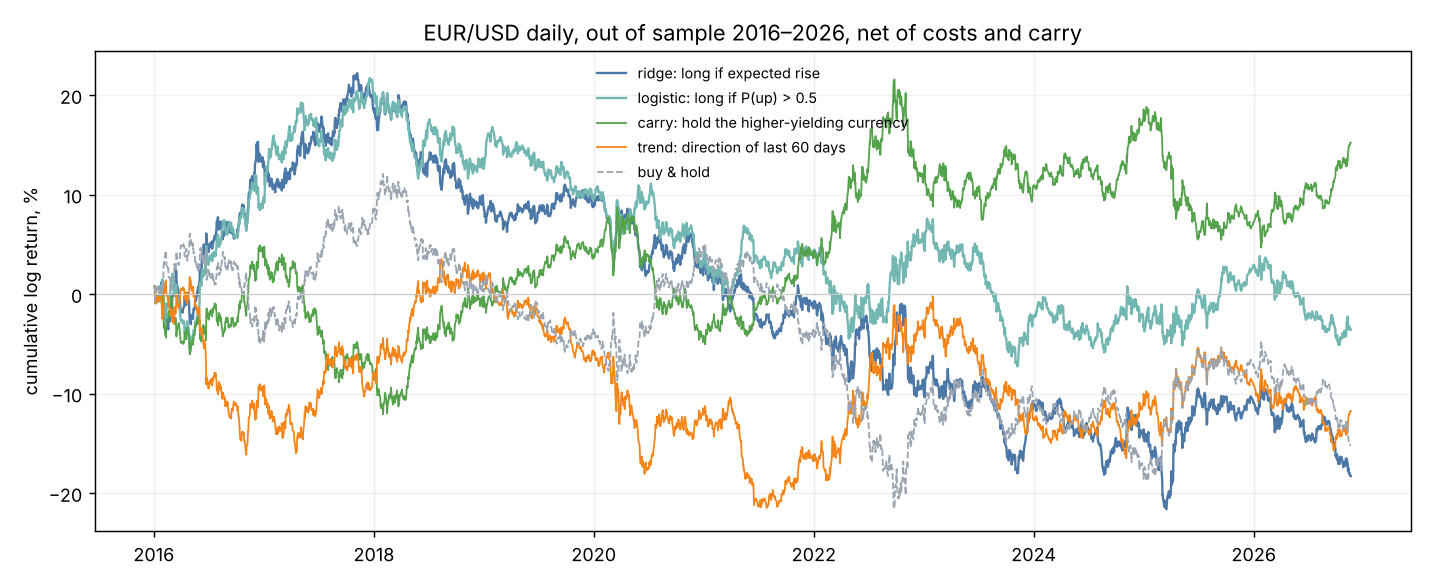 EUR/USD daily, out of sample 2016–2026, net of costs and carry
cumulative log return, %
20
10
0
−10
−20
ridge: long if expected rise
logistic: long if P(up) > 0.5
carry: hold the higher-yielding currency
trend: direction of last 60 days
buy & hold
2016 2018 2020 2022 2024 2026